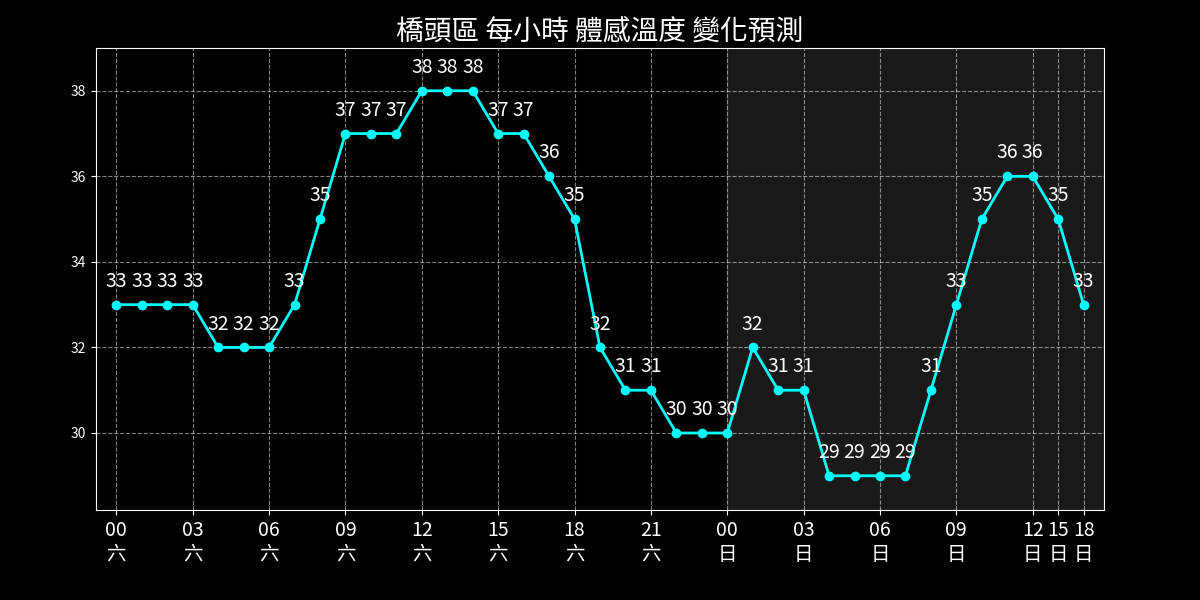 橋頭區 每小時 體感溫度 變化預測
38 38 38
38
37 37 37 37 37
36 36 36
36
35 35 35 35
34
33 33 33 33 33 33 33
32 32 32 32 32
32
31 31 31 31 31
30 30 30
30
29 29 29 29
00 03 06 09 12 15 18 21 00 03 06 09 12 15 18
六 六 六 六 六 六 六 六 日 日 日 日 日 日 日